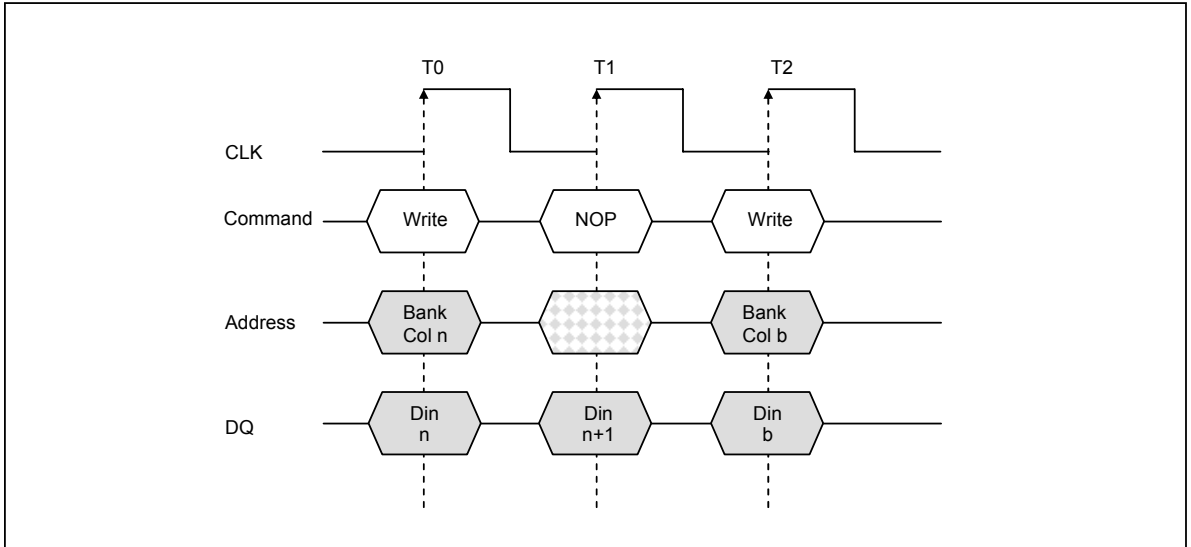 T0 T1 T2
CLK
Command Write NOP Write
Address Bank Col n Bank Col b
DQ Din n Din n+1 Din b